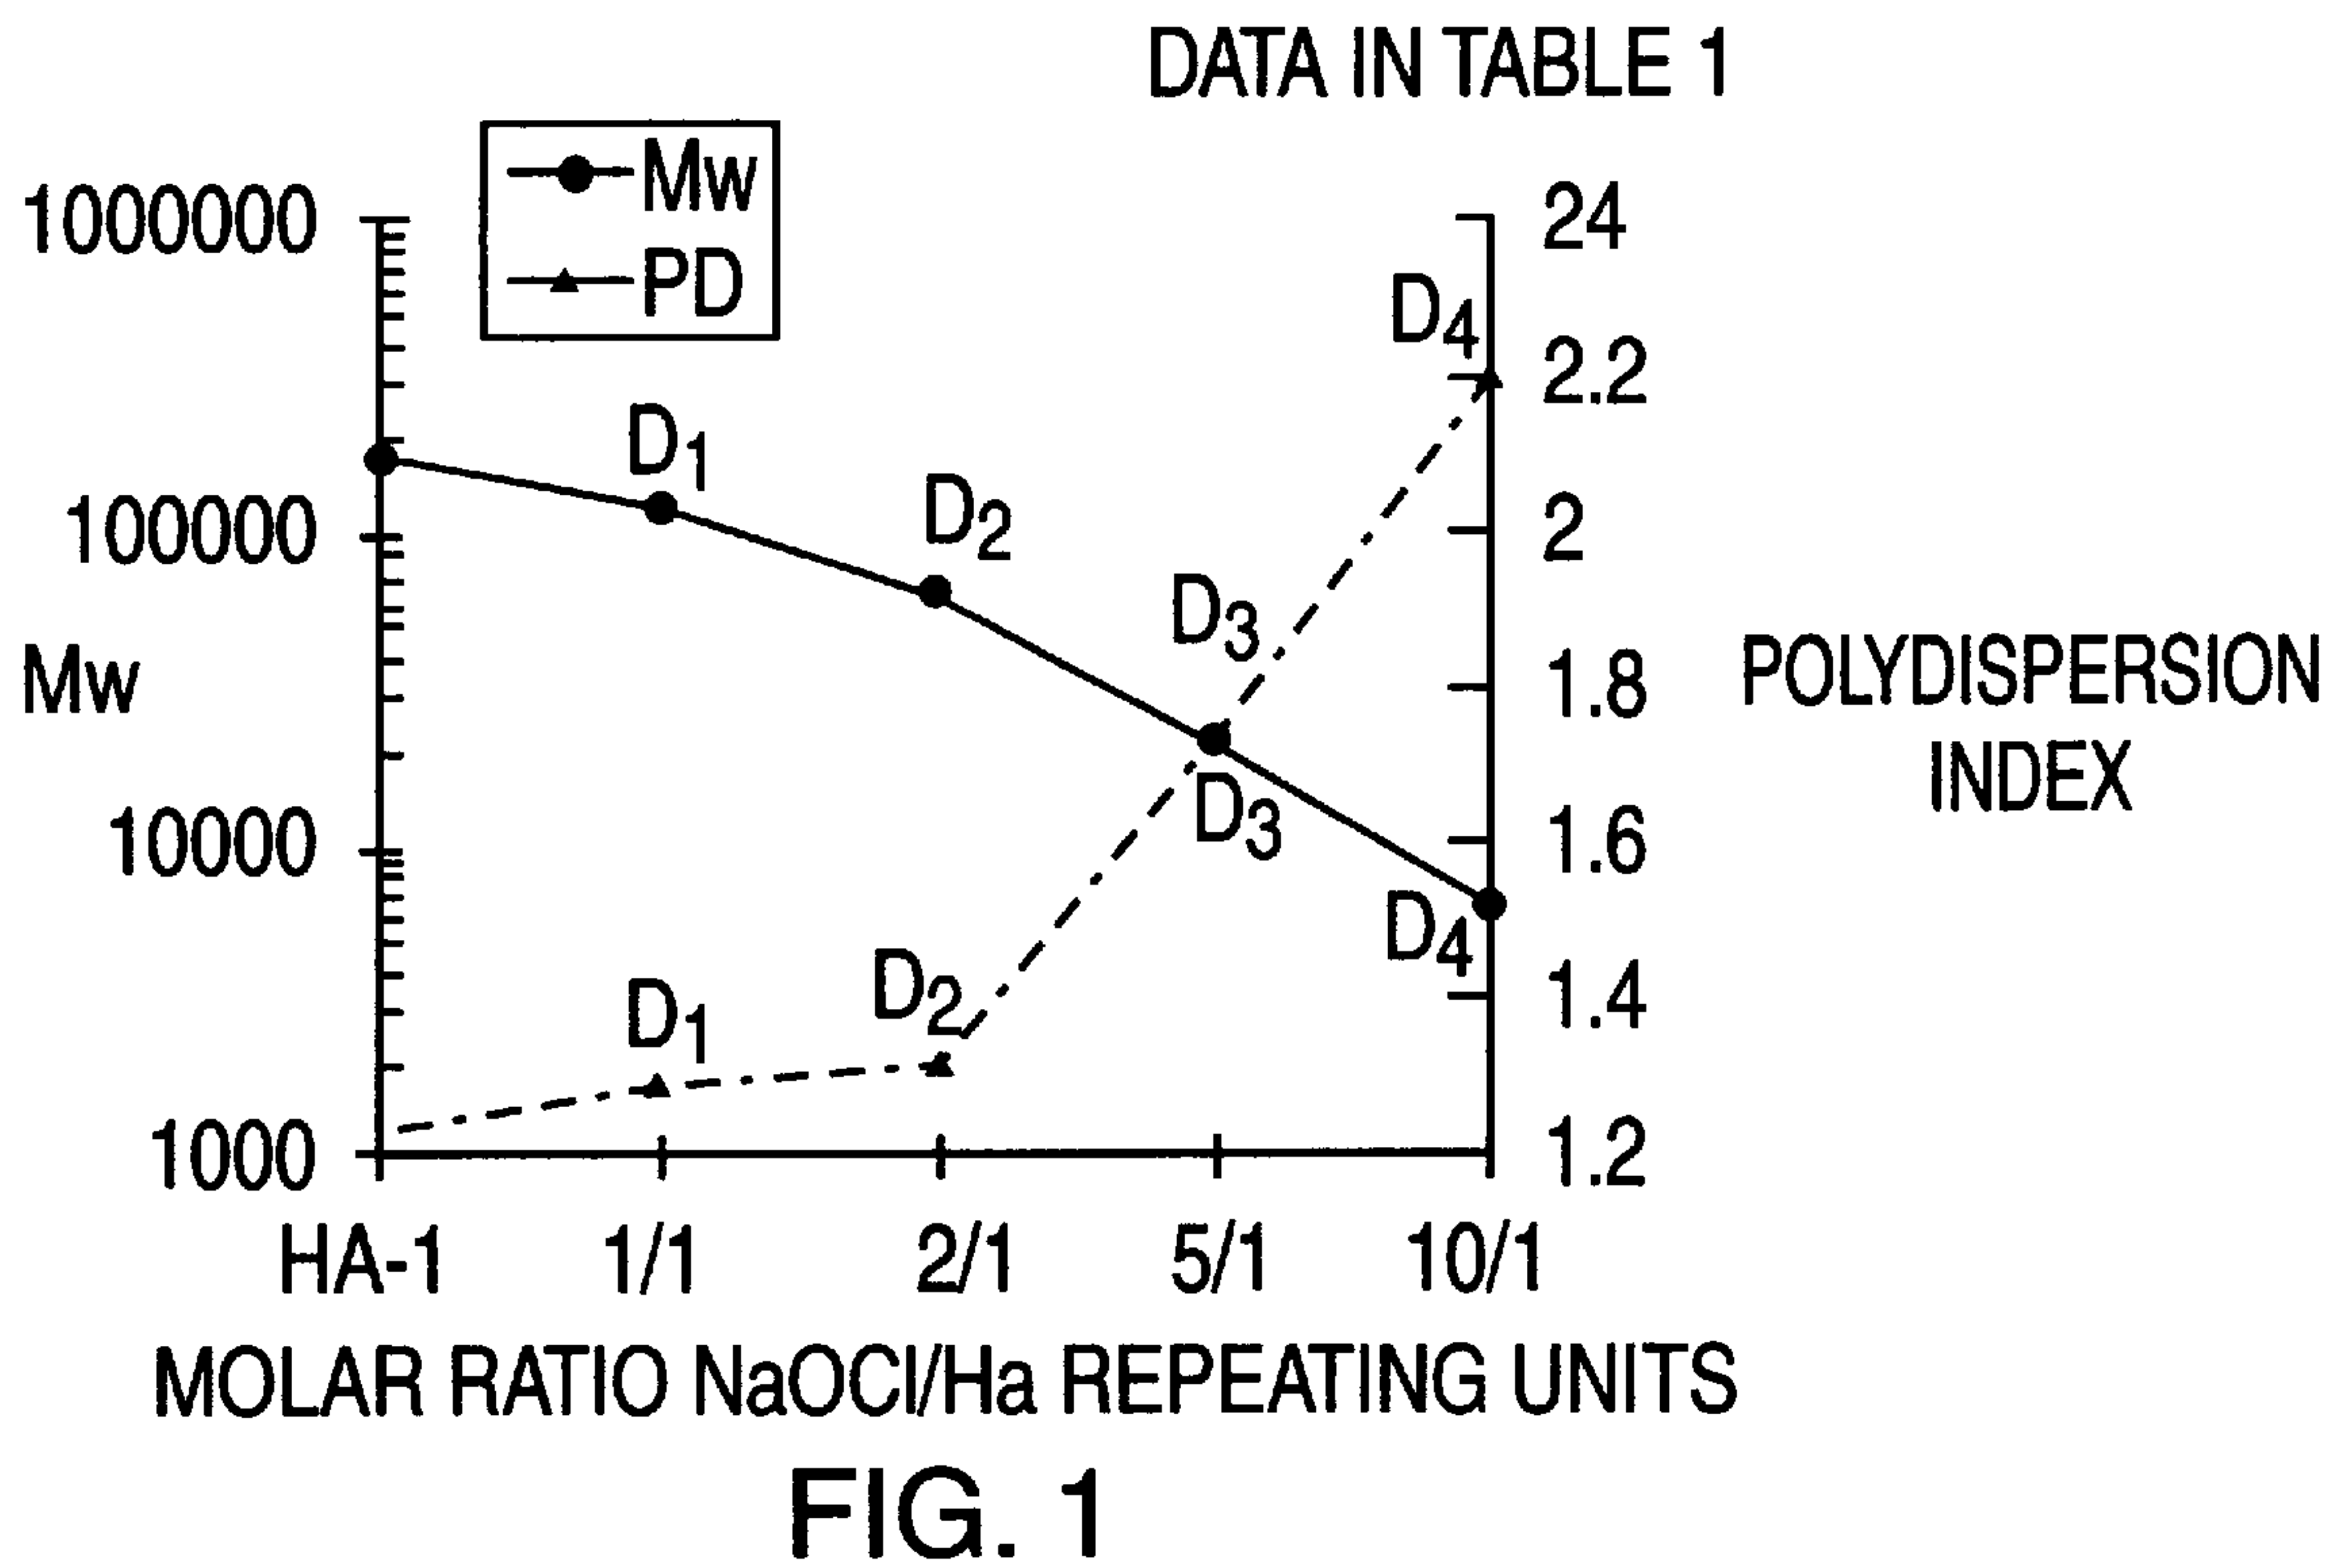 DATA IN TABLE 1
Mw
PD
1000000
100000
10000
1000
Mw
24
2.2
2
1.8
1.6
1.4
1.2
POLYDISPERSION
INDEX
D1
D2
D3
D4
D1
D2
D3
D4
HA-1 1/1 2/1 5/1 10/1
MOLAR RATIO NaOCl/Ha REPEATING UNITS
FIG. 1